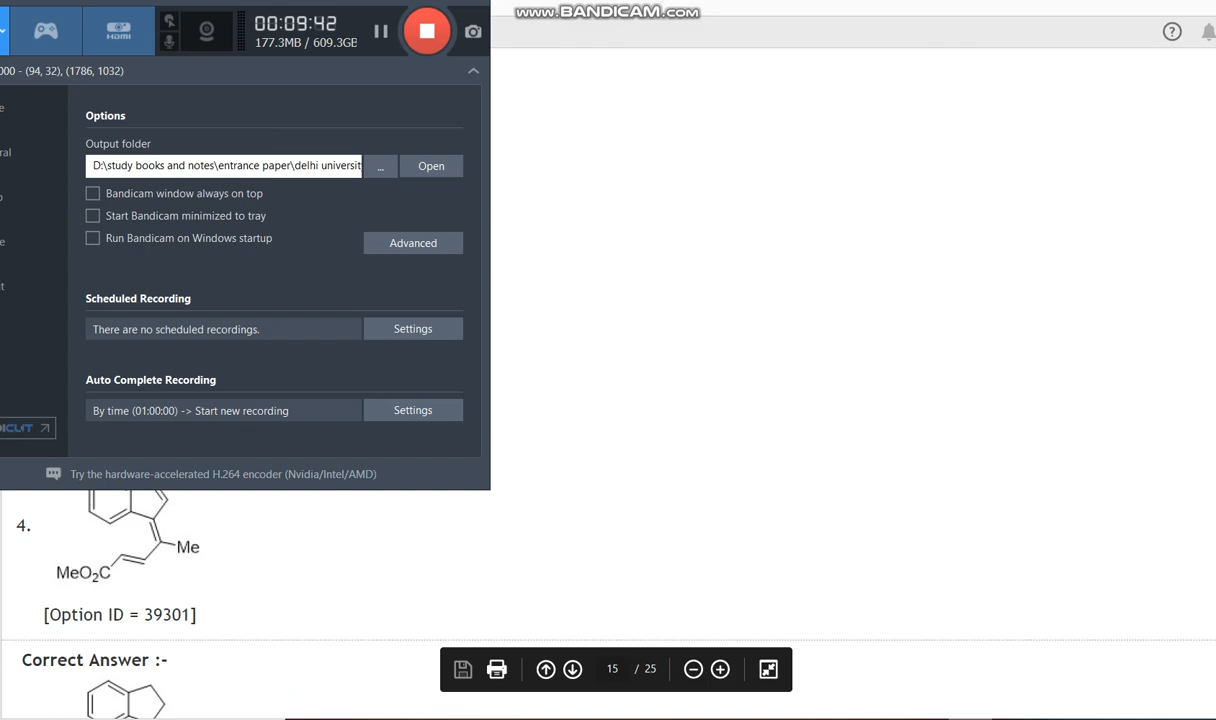 www.BANDICAM.com
HDMI
00:09:42
177.3MB / 609.3GB
000 - (94, 32), (1786, 1032)
Options
Output folder
D:\study books and notes\entrance paper\delhi universit
...
Open
Bandicam window always on top
Start Bandicam minimized to tray
Run Bandicam on Windows startup
Advanced
Scheduled Recording
There are no scheduled recordings.
Settings
Auto Complete Recording
By time (01:00:00) -> Start new recording
Settings
Try the hardware-accelerated H.264 encoder (Nvidia/Intel/AMD)
4.
Me
MeO2C
[Option ID = 39301]
Correct Answer :-
15 / 25